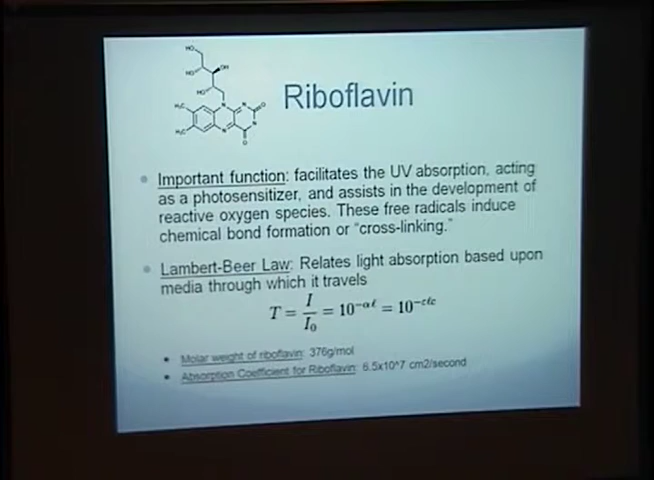 Riboflavin
Important function: facilitates the UV absorption, acting
as a photosensitizer, and assists in the development of
reactive oxygen species. These free radicals induce
chemical bond formation or "cross-linking."
Lambert-Beer Law: Relates light absorption based upon
media through which it travels
T = I / I₀ = 10^{-αℓ} = 10^{-εℓc}
Molar weight of riboflavin: 376g/mol
Absorption Coefficient for Riboflavin: 6.5x10^7 cm2/second